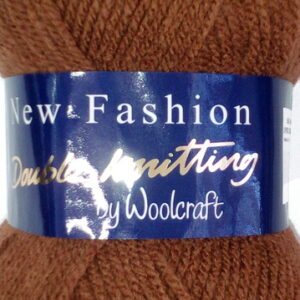 New Fashion
Double Knitting
by Woolcraft